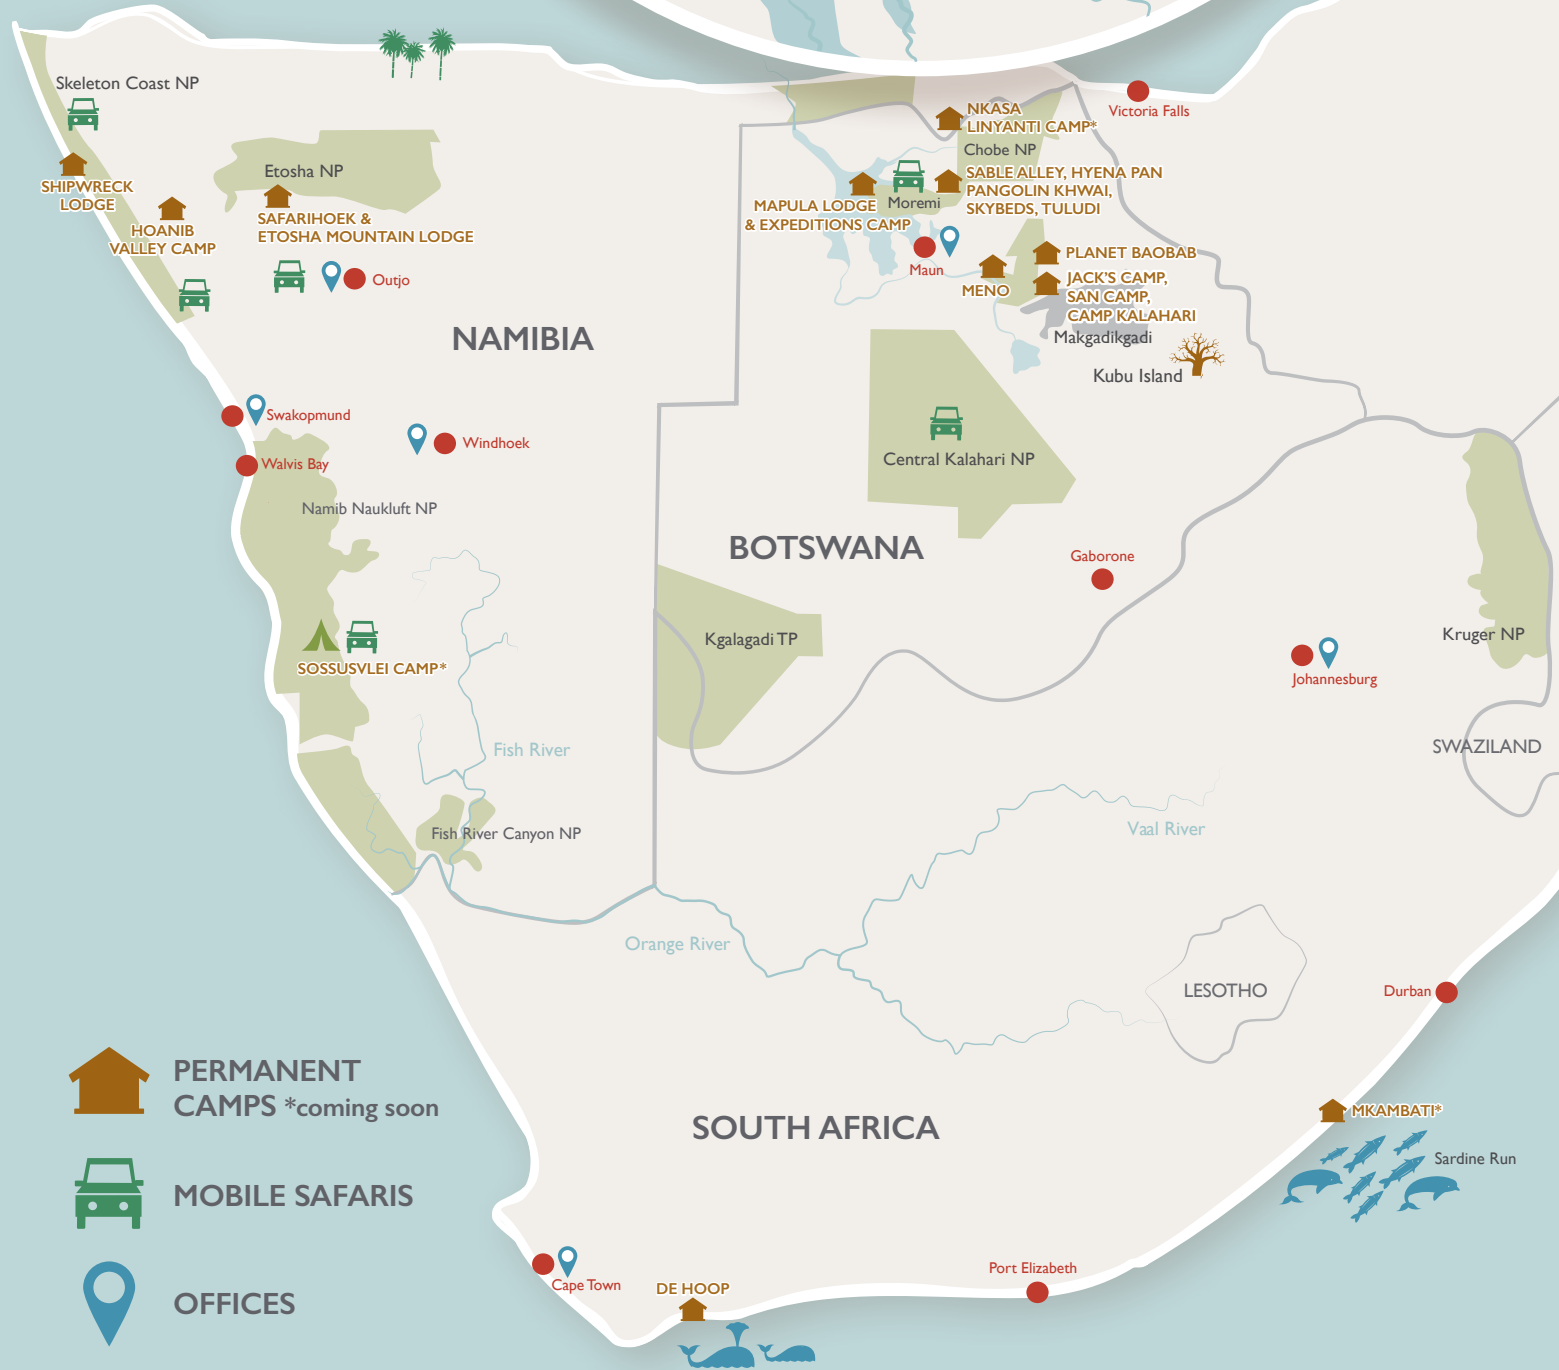 Skeleton Coast NP
SHIPWRECK
LODGE
HOANIB
VALLEY CAMP
Etosha NP
SAFARIHOEK &
ETOSHA MOUNTAIN LODGE
Outjo
NAMIBIA
Swakopmund
Walvis Bay
Windhoek
Namib Naukluft NP
SOSSUSVLEI CAMP*
Fish River
Fish River Canyon NP
Victoria Falls
NKASA
LINYANTI CAMP*
Chobe NP
SABLE ALLEY, HYENA PAN
PANGOLIN KHWAI,
SKYBEDS, TULUDI
MAPULA LODGE
& EXPEDITIONS CAMP
Moremi
Maun
MENO
PLANET BAOBAB
JACK'S CAMP,
SAN CAMP,
CAMP KALAHARI
Makgadikgadi
Kubu Island
Central Kalahari NP
BOTSWANA
Gaborone
Kgalagadi TP
Kruger NP
Johannesburg
SWAZILAND
Vaal River
Orange River
LESOTHO
Durban
SOUTH AFRICA
MKAMBATI*
Sardine Run
Port Elizabeth
Cape Town
DE HOOP
PERMANENT
CAMPS *coming soon
MOBILE SAFARIS
OFFICES